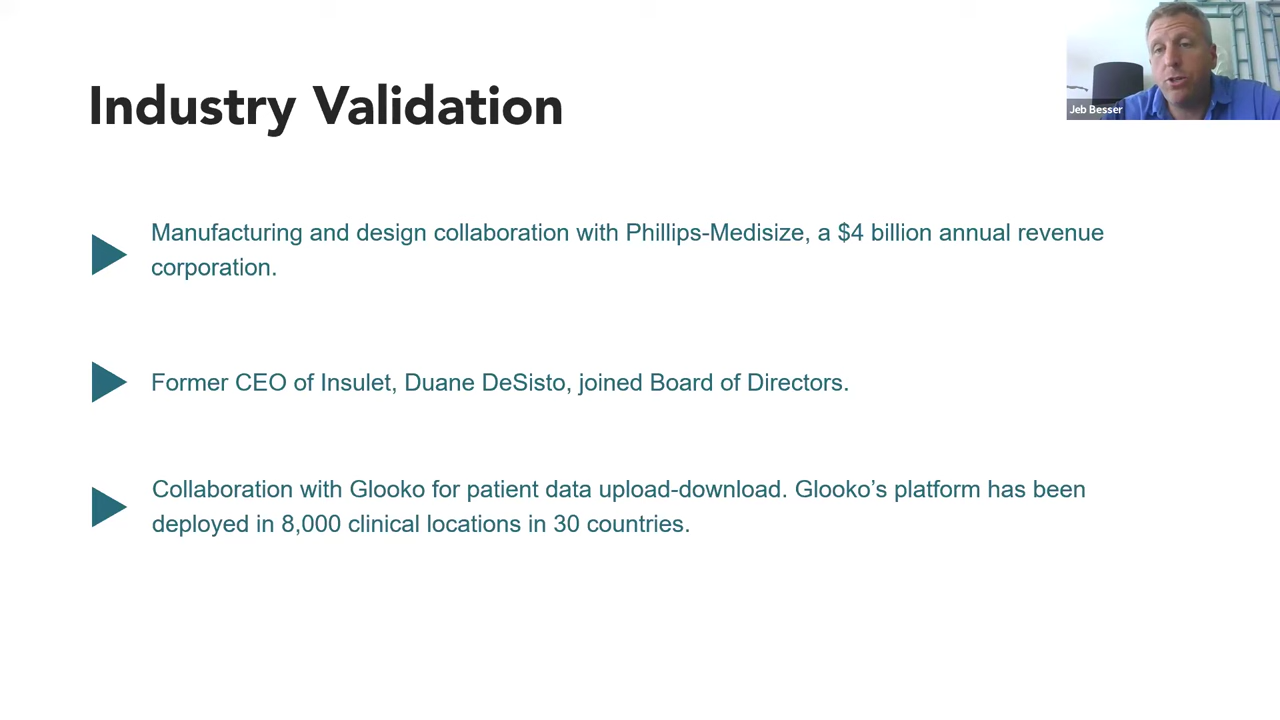 Industry Validation
Jeb Besser
Manufacturing and design collaboration with Phillips-Medisize, a $4 billion annual revenue
corporation.
Former CEO of Insulet, Duane DeSisto, joined Board of Directors.
Collaboration with Glooko for patient data upload-download. Glooko’s platform has been
deployed in 8,000 clinical locations in 30 countries.